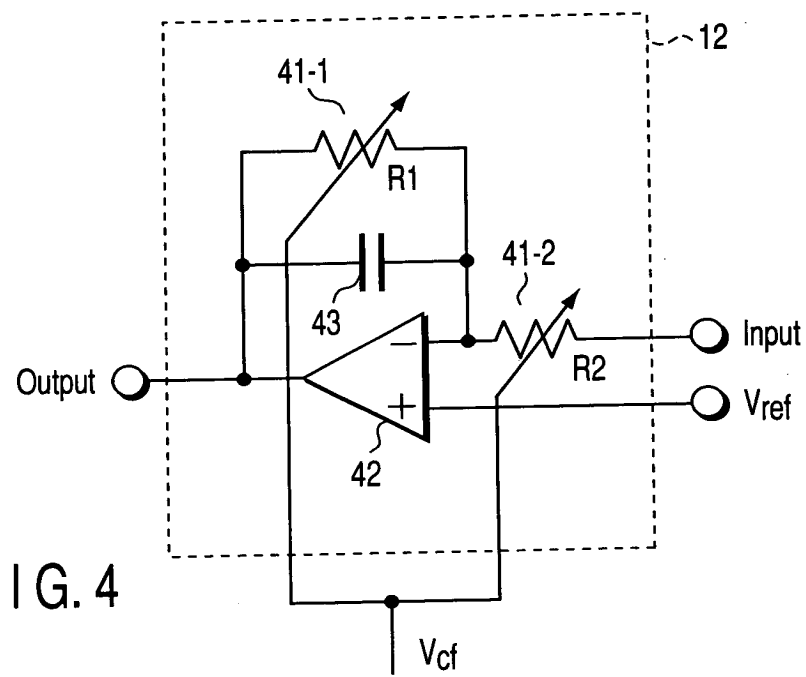 12
41-1
R1
41-2
43
Input
R2
Output
Vref
−
+
42
I G. 4
Vcf